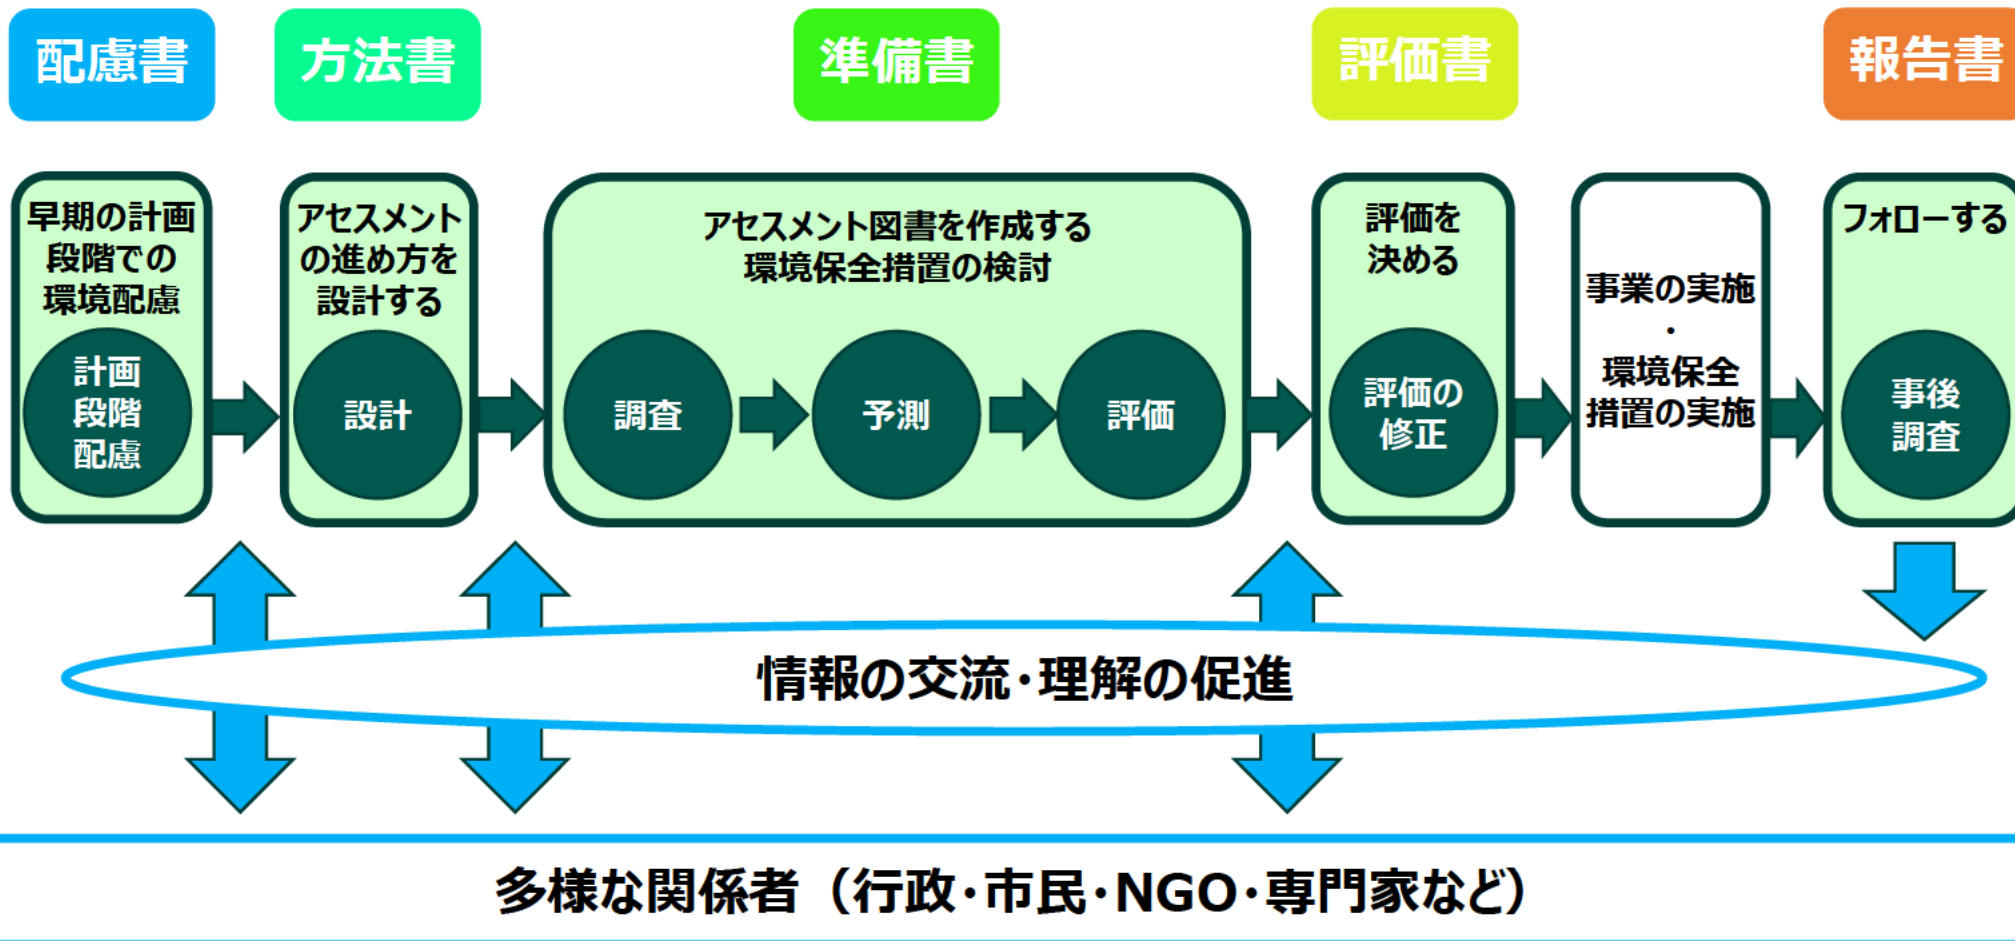 配慮書
方法書
準備書
評価書
報告書
早期の計画
段階での
環境配慮
計画
段階
配慮
アセスメント
の進め方を
設計する
設計
アセスメント図書を作成する
環境保全措置の検討
調査
予測
評価
評価を
決める
評価の
修正
事業の実施
・
環境保全
措置の実施
フォローする
事後
調査
情報の交流・理解の促進
多様な関係者（行政・市民・NGO・専門家など）